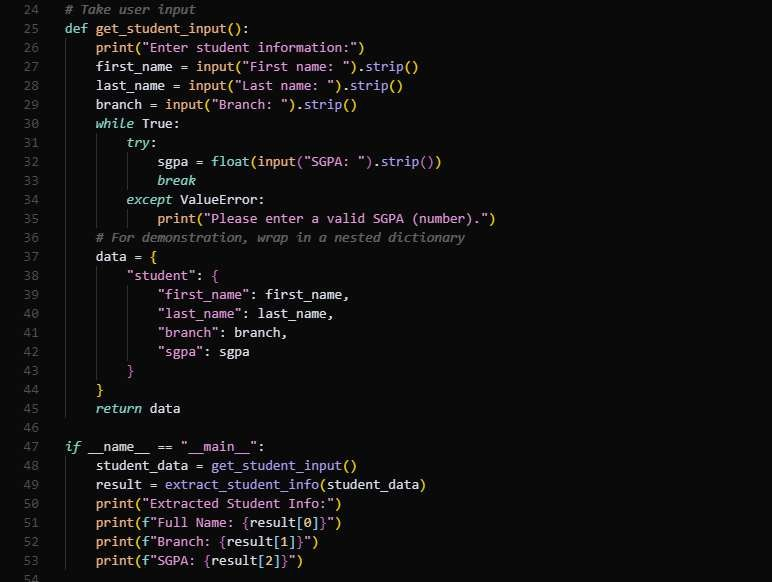 24 # Take user input
25 def get_student_input():
26     print("Enter student information:")
27     first_name = input("First name: ").strip()
28     last_name = input("Last name: ").strip()
29     branch = input("Branch: ").strip()
30     while True:
31         try:
32             sgpa = float(input("SGPA: ").strip())
33             break
34         except ValueError:
35             print("Please enter a valid SGPA (number).")
36     # For demonstration, wrap in a nested dictionary
37     data = {
38         "student": {
39             "first_name": first_name,
40             "last_name": last_name,
41             "branch": branch,
42             "sgpa": sgpa
43         }
44     }
45     return data
46
47 if __name__ == "__main__":
48     student_data = get_student_input()
49     result = extract_student_info(student_data)
50     print("Extracted Student Info:")
51     print(f"Full Name: {result[0]}")
52     print(f"Branch: {result[1]}")
53     print(f"SGPA: {result[2]}")
54